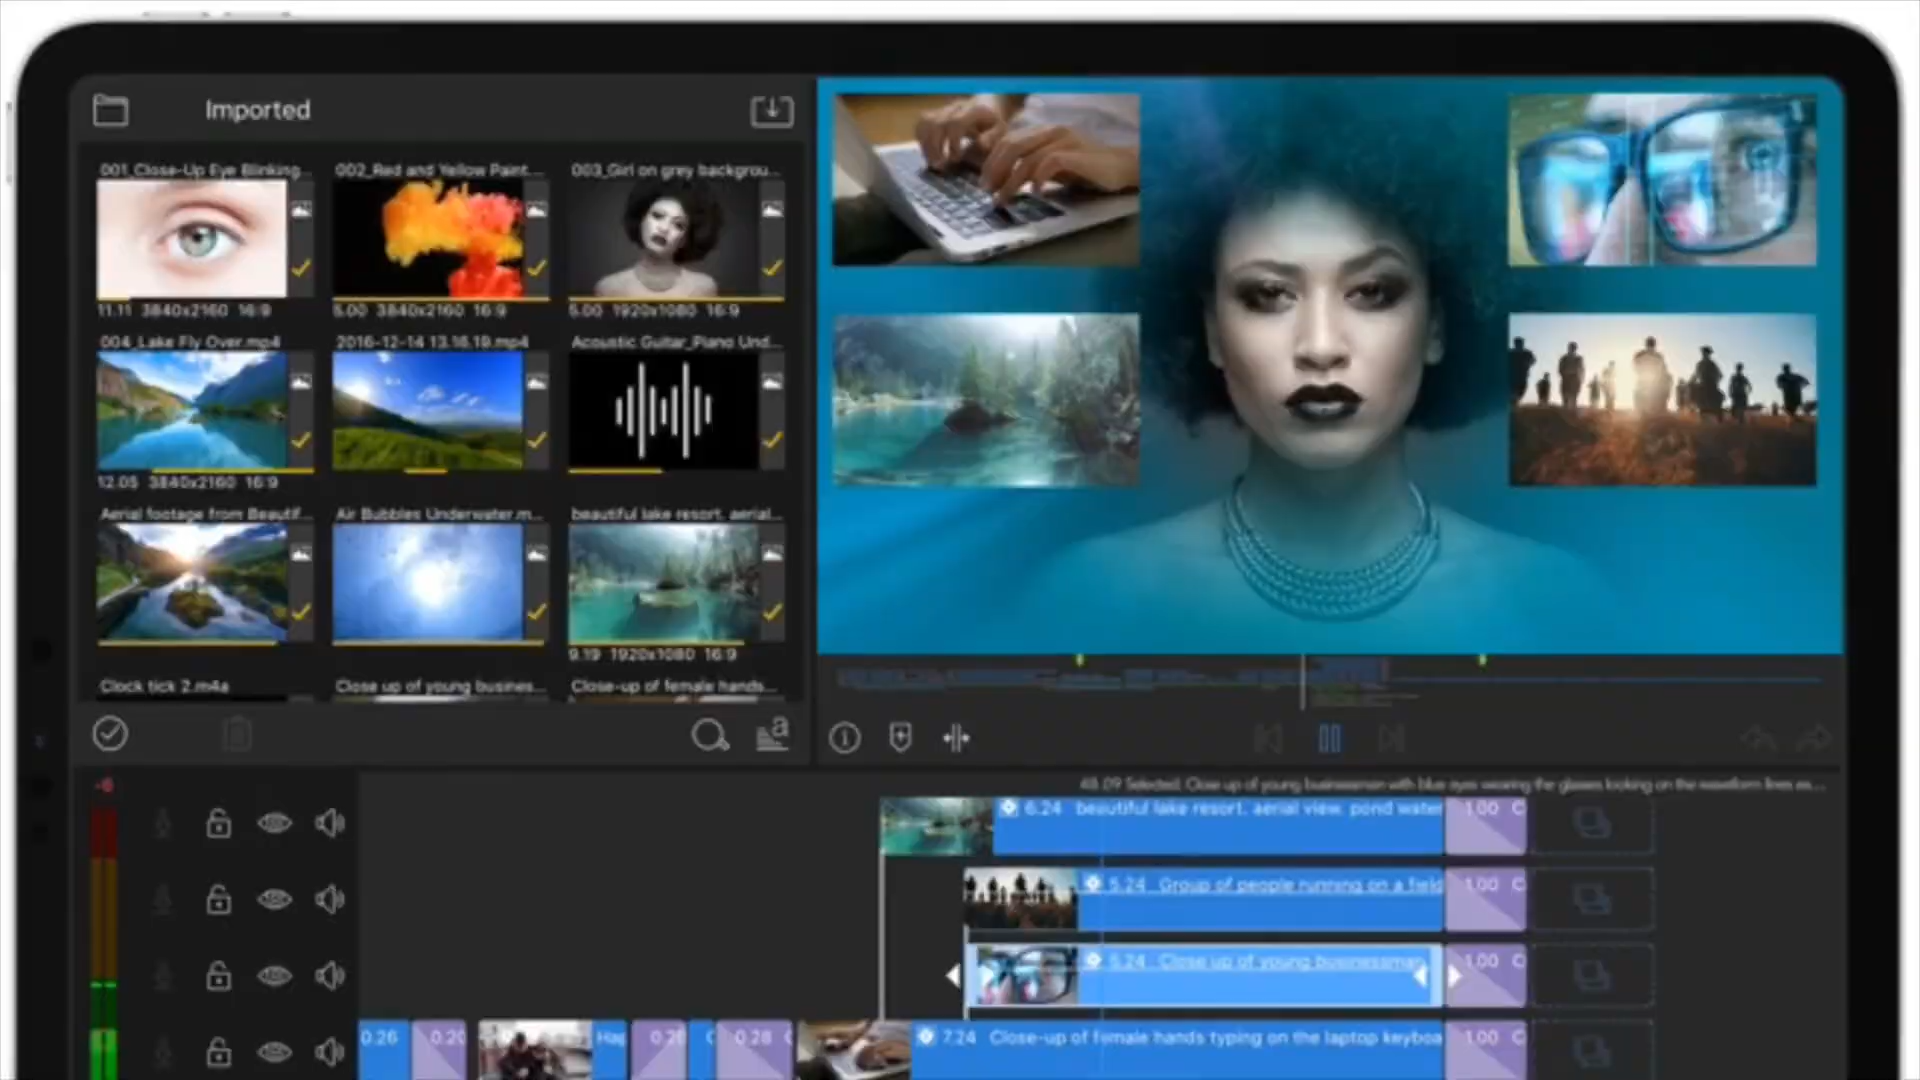 Imported
001_Close-Up Eye Blinking...
002_Red and Yellow Paint...
003_Girl on grey backgrou...
11.11 3840x2160 16:9
5.00 3840x2160 16:9
5.00 1920x1080 16:9
004_Lake Fly Over.mp4
2016-12-14 13.16.19.mp4
Acoustic Guitar_Piano Und...
12.05 3840x2160 16:9
Aerial footage from Beautif...
Air Bubbles Underwater.m...
beautiful lake resort. aerial...
9.19 1920x1080 16:9
Clock tick 2.m4a
Close up of young busines...
Close-up of female hands...
a
-6
48.09 Selected: Close up of young businessman with blue eyes wearing the glasses looking on the waveform lines as...
6.24 beautiful lake resort. aerial view. pond water
1.00 C
5.24 Group of people running on a field
1.00 C
5.24 Close up of young businessman
1.00 C
0.26
0.20
Hap
0.26
0.28
7.24 Close-up of female hands typing on the laptop keyboa
1.00 C